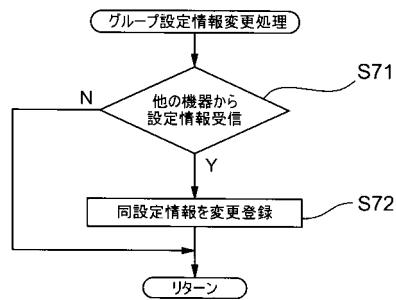 グループ設定情報変更処理
S71
N
他の機器から
設定情報受信
Y
S72
同設定情報を変更登録
リターン